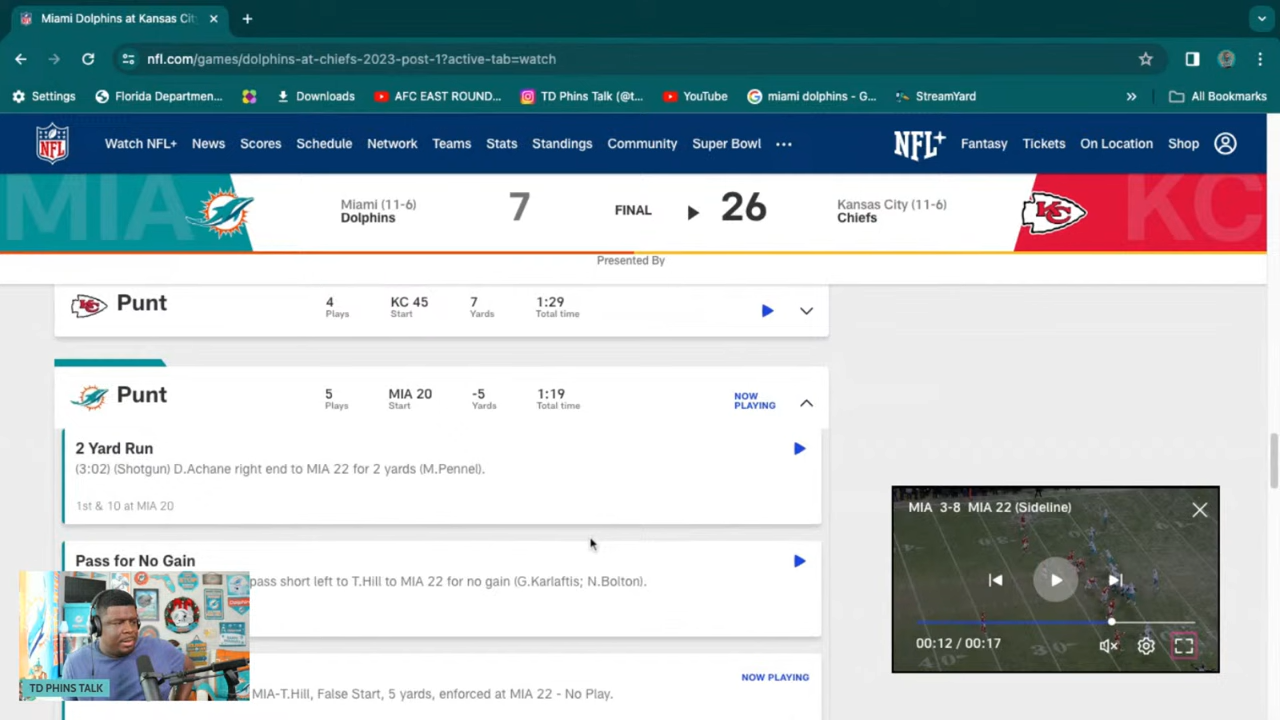 Miami Dolphins at Kansas Cit
nfl.com/games/dolphins-at-chiefs-2023-post-1?active-tab=watch
Settings
Florida Departmen...
Downloads
AFC EAST ROUND...
TD Phins Talk (@t...
YouTube
miami dolphins - G...
StreamYard
»
All Bookmarks
NFL
Watch NFL+ News Scores Schedule Network Teams Stats Standings Community Super Bowl ...
NFL+
Fantasy Tickets On Location Shop
MIA
Miami (11-6)
Dolphins
7
FINAL
26
Kansas City (11-6)
Chiefs
KC
KC
Presented By
Punt
4
Plays
KC 45
Start
7
Yards
1:29
Total time
Punt
5
Plays
MIA 20
Start
-5
Yards
1:19
Total time
NOW
PLAYING
2 Yard Run
(3:02) (Shotgun) D.Achane right end to MIA 22 for 2 yards (M.Pennel).
1st & 10 at MIA 20
Pass for No Gain
pass short left to T.Hill to MIA 22 for no gain (G.Karlaftis; N.Bolton).
NOW PLAYING
MIA-T.Hill, False Start, 5 yards, enforced at MIA 22 - No Play.
MIA 3-8 MIA 22 (Sideline)
00:12 / 00:17
TD PHINS TALK